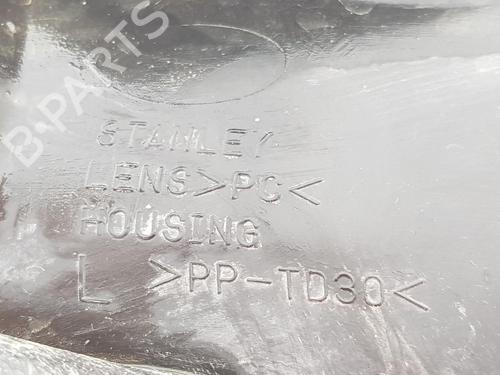 B-PARTS
STANLEY
LENS>PC<
HOUSING
L >PP-TD30<